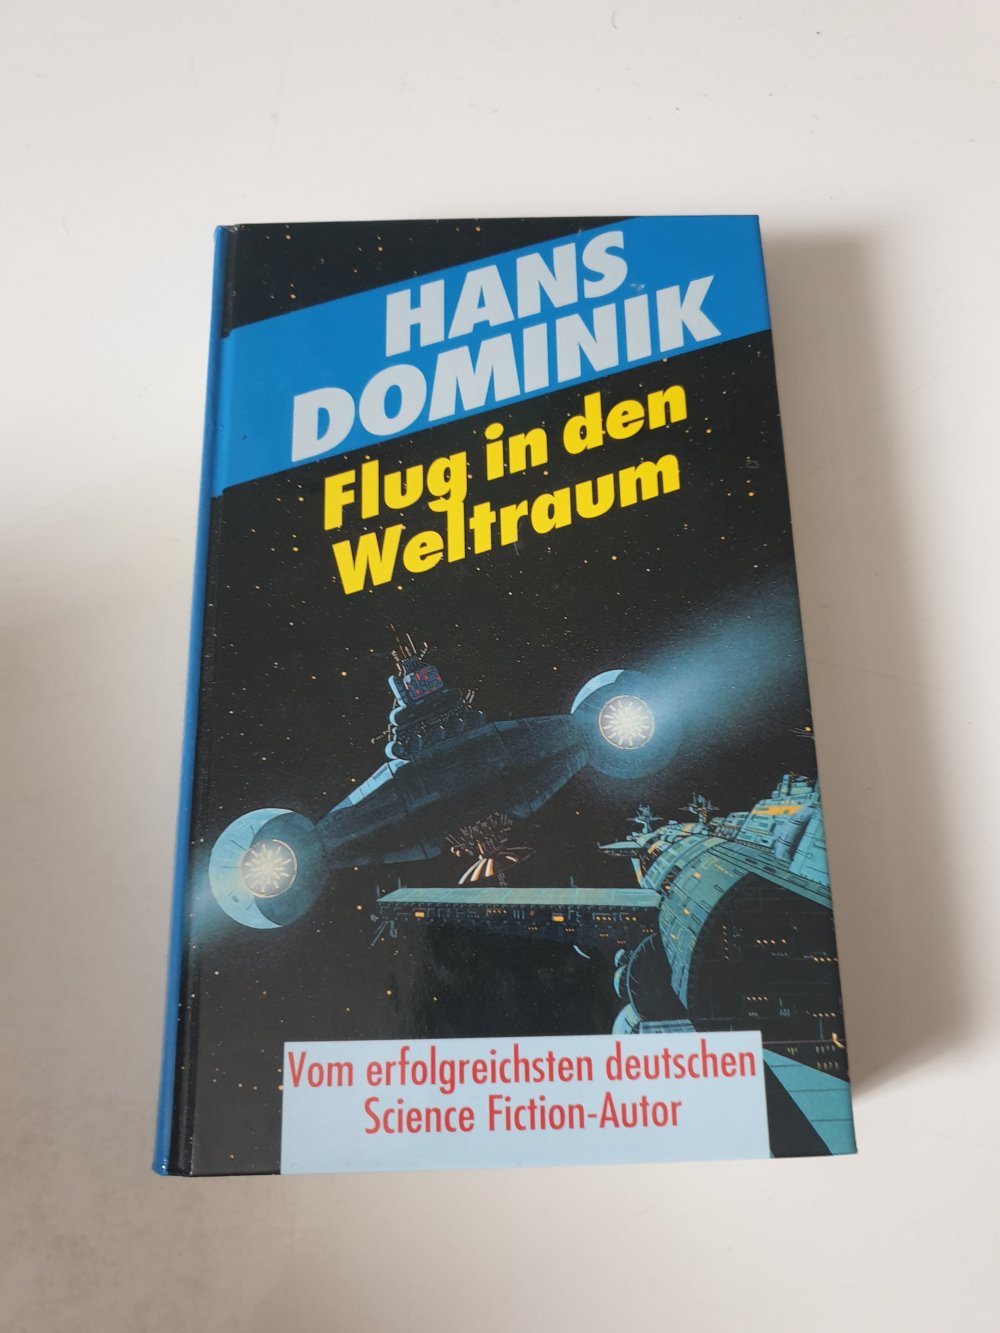 HANS
DOMINIK
Flug in den
Weltraum
Vom erfolgreichsten deutschen
Science Fiction-Autor